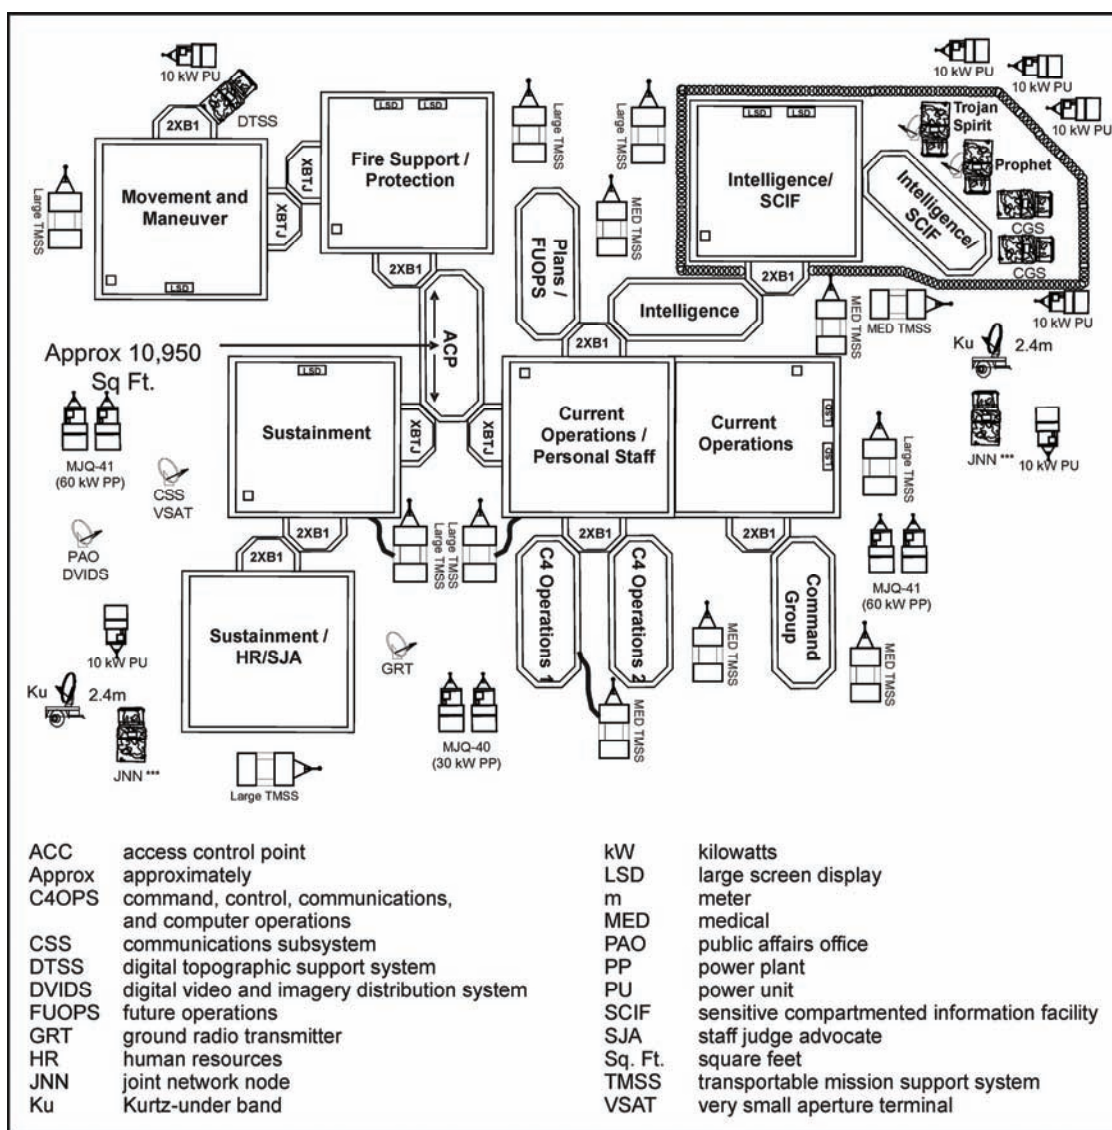 10 kW PU
DTSS
2XB1
LSD LSD
Fire Support /
Protection
XBTJ
XBTJ
Movement and
Maneuver
LSD
Large TMSS
2XB1
Large TMSS
Large TMSS
MED TMSS
10 kW PU
10 kW PU
10 kW PU
LSD LSD
Intelligence/
SCIF
Trojan
Spirit
Prophet
Intelligence/
SCIF
CGS
CGS
2XB1
10 kW PU
Plans /
FUOPS
Intelligence
2XB1
MED TMSS
MED TMSS
Ku 2.4m
JNN ***
10 kW PU
ACP
Approx 10,950
Sq Ft.
LSD
Sustainment
XBTJ
XBTJ
Current
Operations /
Personal Staff
Current
Operations
LSD
LSD
Large TMSS
MJQ-41
(60 kW PP)
CSS
VSAT
PAO
DVIDS
2XB1
2XB1
Large TMSS
Large TMSS
2XB1
2XB1
MJQ-41
(60 kW PP)
Sustainment /
HR/SJA
C4 Operations 1
C4 Operations 2
Command
Group
MED TMSS
MED TMSS
MED TMSS
GRT
10 kW PU
Ku 2.4m
JNN ***
MJQ-40
(30 kW PP)
Large TMSS
ACC access control point
Approx approximately
C4OPS command, control, communications,
and computer operations
CSS communications subsystem
DTSS digital topographic support system
DVIDS digital video and imagery distribution system
FUOPS future operations
GRT ground radio transmitter
HR human resources
JNN joint network node
Ku Kurtz-under band
kW kilowatts
LSD large screen display
m meter
MED medical
PAO public affairs office
PP power plant
PU power unit
SCIF sensitive compartmented information facility
SJA staff judge advocate
Sq. Ft. square feet
TMSS transportable mission support system
VSAT very small aperture terminal